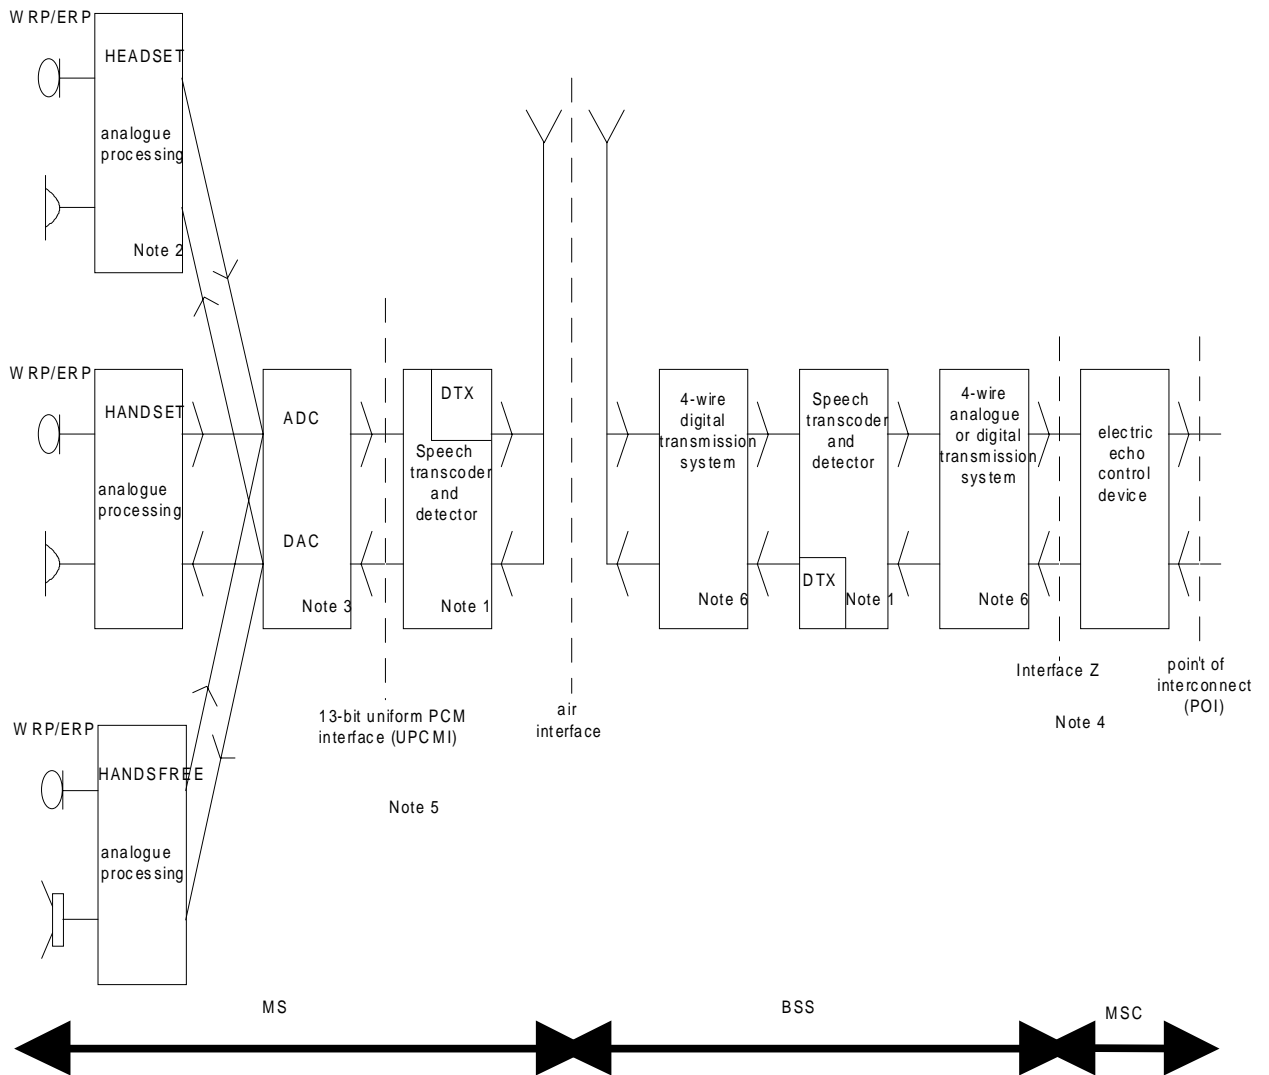 WRP/ERP
HEADSET
analogue
processing
Note 2
WRP/ERP
HANDSET
analogue
processing
ADC
DAC
Note 3
DTX
Speech
transcoder
and
detector
Note 1
4-wire
digital
transmission
system
Note 6
Speech
transcoder
and
detector
DTX
Note 1
4-wire
analogue
or digital
transmission
system
Note 6
electric
echo
control
device
WRP/ERP
HANDSFREE
analogue
processing
13-bit uniform PCM
interface (UPCMI)
Note 5
air
interface
Interface Z
Note 4
point of
interconnect
(POI)
MS
BSS
MSC